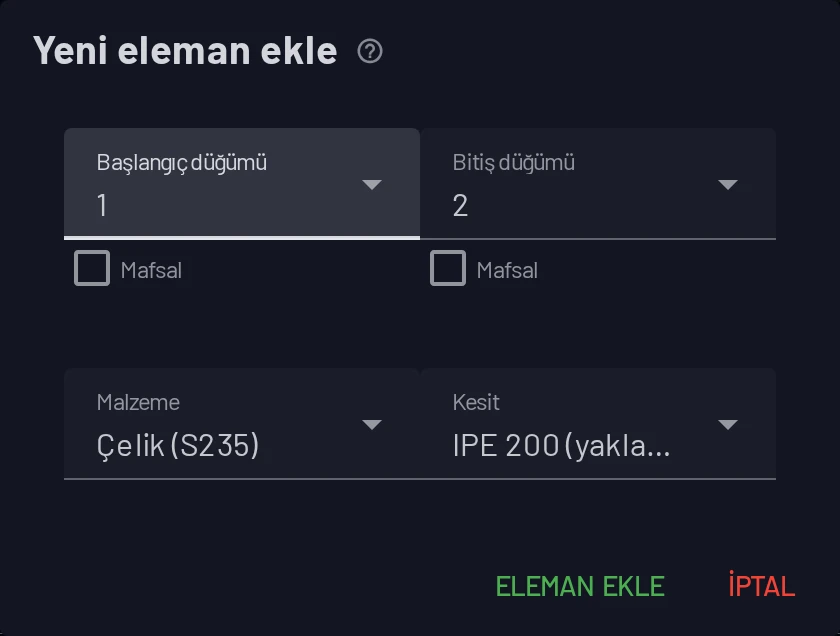 Yeni eleman ekle
Başlangıç düğümü
1
Bitiş düğümü
2
Mafsal
Mafsal
Malzeme
Çelik (S235)
Kesit
IPE 200 (yakla...
ELEMAN EKLE
İPTAL